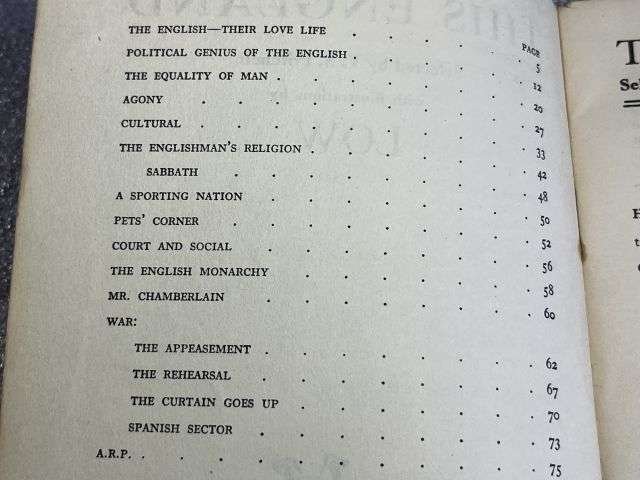 PAGE
THE ENGLISH—THEIR LOVE LIFE . . . . . 5
POLITICAL GENIUS OF THE ENGLISH . . . . . 12
THE EQUALITY OF MAN . . . . . . 20
AGONY . . . . . . . . 27
CULTURAL . . . . . . . . 33
THE ENGLISHMAN'S RELIGION . . . . . . 42
SABBATH . . . . . . . 48
A SPORTING NATION . . . . . . . 50
PETS' CORNER . . . . . . . 52
COURT AND SOCIAL . . . . . . . 56
THE ENGLISH MONARCHY . . . . . . 58
MR. CHAMBERLAIN . . . . . . . 60
WAR:
THE APPEASEMENT . . . . . . . 62
THE REHEARSAL . . . . . . . 67
THE CURTAIN GOES UP . . . . . . 70
SPANISH SECTOR . . . . . . . 73
A.R.P. . . . . . . . . . 75